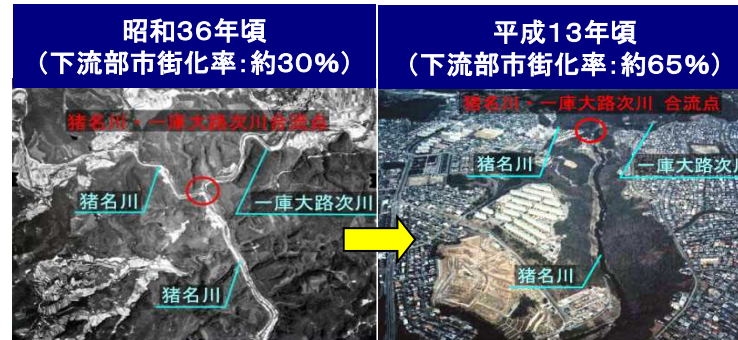 昭和36年頃
(下流部市街化率:約30%)
平成13年頃
(下流部市街化率:約65%)
猪名川・一庫大路次川合流点
猪名川
一庫大路次川
猪名川
猪名川・一庫大路次川 合流点
猪名川
一庫大路次川
猪名川